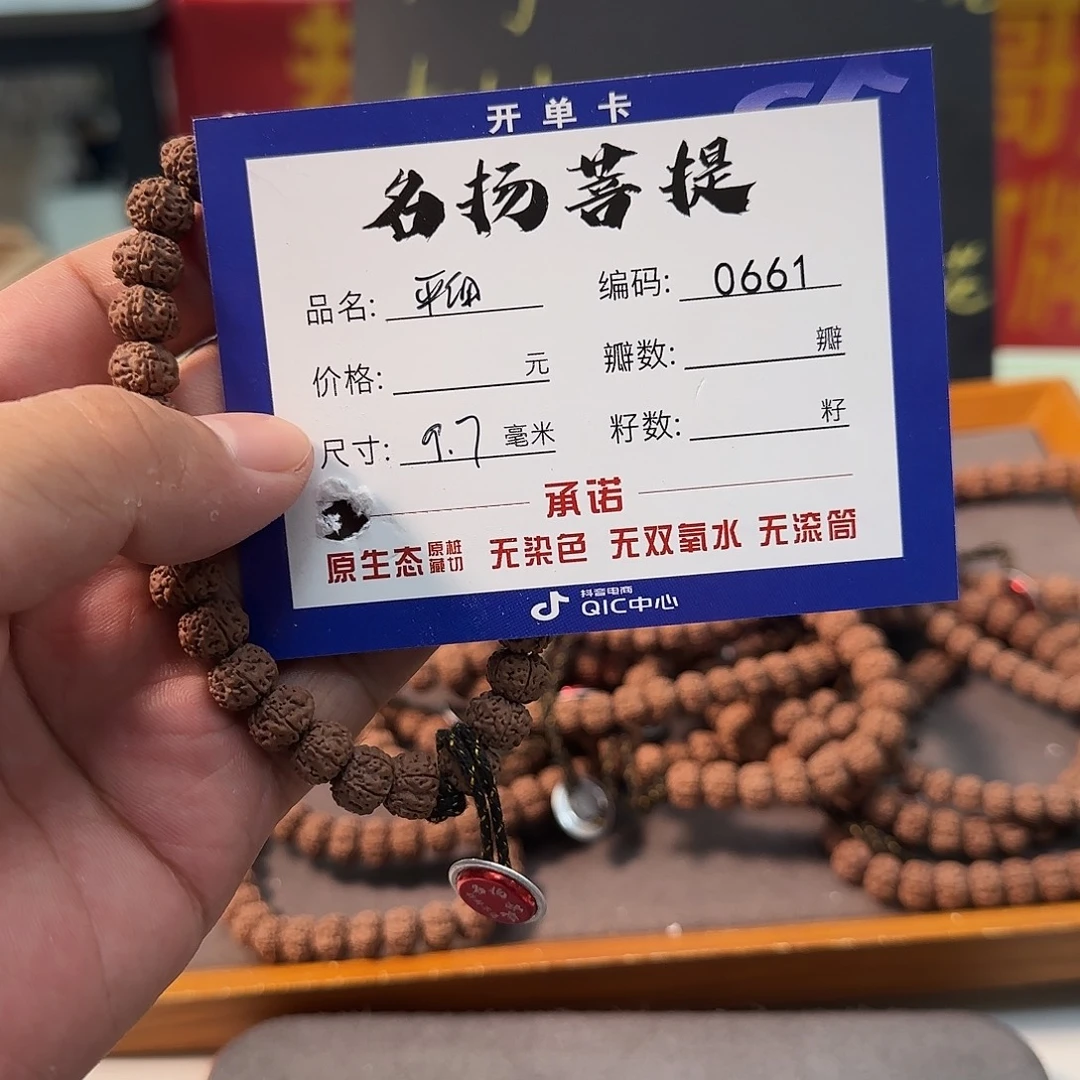 开单卡
名扬菩提
品名: 平纹 编码: 0661
价格: 元 瓣数: 瓣
尺寸: 9.7 毫米 籽数: 籽
承诺
原生态 原桩藏切 无染色 无双氧水 无滚筒
抖音电商
QIC中心